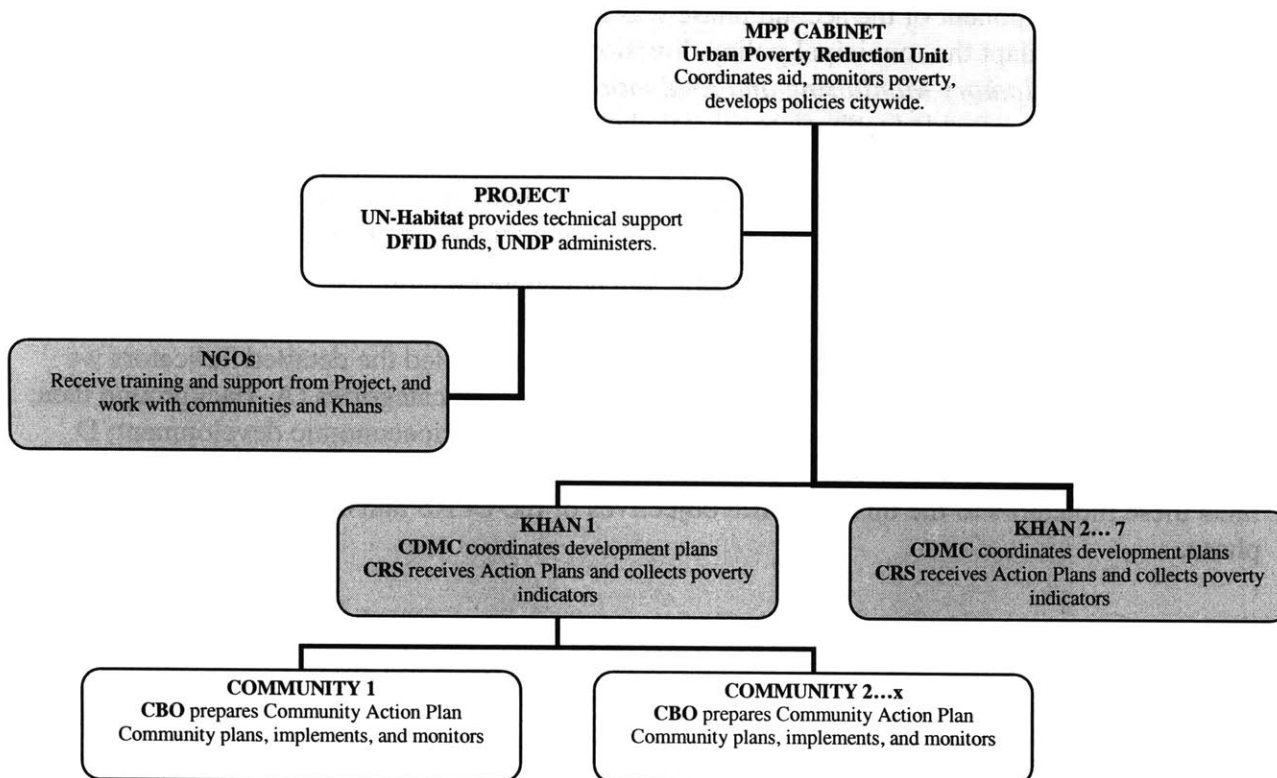 MPP CABINET
Urban Poverty Reduction Unit
Coordinates aid, monitors poverty,
develops policies citywide.
PROJECT
UN-Habitat provides technical support
DFID funds, UNDP administers.
NGOs
Receive training and support from Project, and
work with communities and Khans
KHAN 1
CDMC coordinates development plans
CRS receives Action Plans and collects poverty
indicators
KHAN 2… 7
CDMC coordinates development plans
CRS receives Action Plans and collects poverty
indicators
COMMUNITY 1
CBO prepares Community Action Plan
Community plans, implements, and monitors
COMMUNITY 2…x
CBO prepares Community Action Plan
Community plans, implements, and monitors